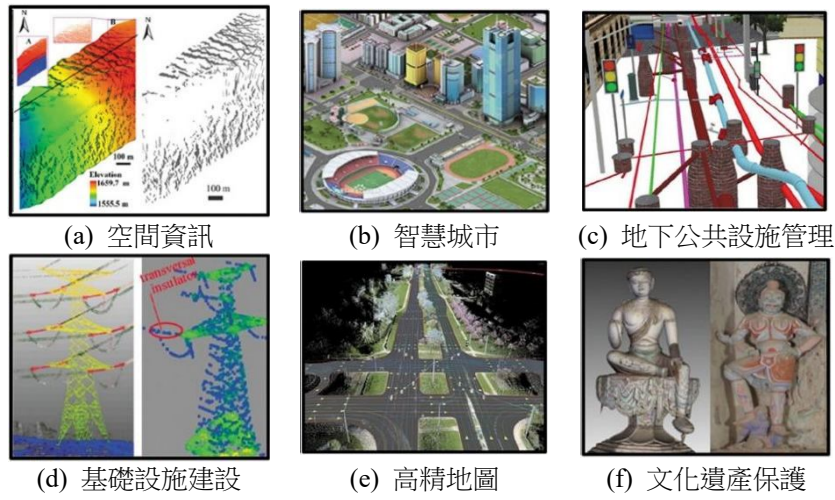 N
N
A
B
100 m
Elevation
1659.7 m
1555.5 m
100 m
(a) 空間資訊
(b) 智慧城市
(c) 地下公共設施管理
transversal
insulator
(d) 基礎設施建設
(e) 高精地圖
(f) 文化遺產保護